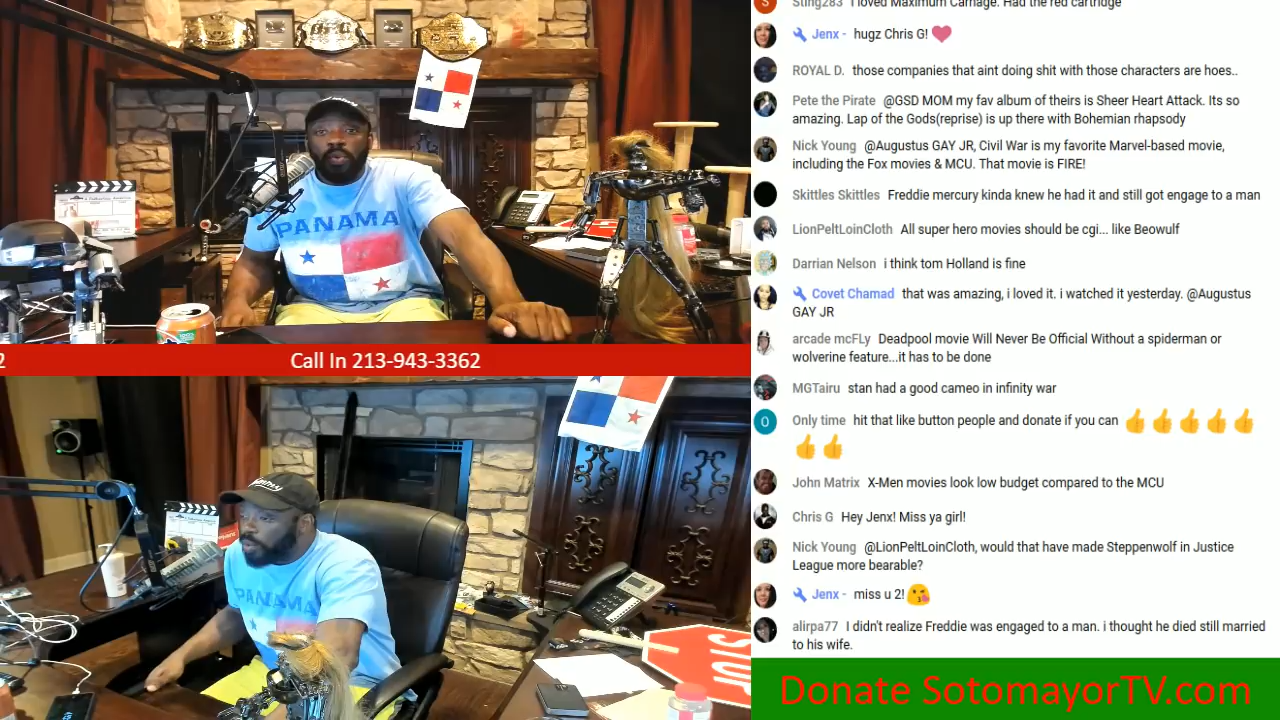 Sting283 I loved Maximum Carnage. Had the red cartridge
Jenx - hugz Chris G!
ROYAL D. those companies that aint doing shit with those characters are hoes..
Pete the Pirate @GSD MOM my fav album of theirs is Sheer Heart Attack. Its so
amazing. Lap of the Gods(reprise) is up there with Bohemian rhapsody
Nick Young @Augustus GAY JR, Civil War is my favorite Marvel-based movie,
including the Fox movies & MCU. That movie is FIRE!
Skittles Skittles Freddie mercury kinda knew he had it and still got engage to a man
LionPeltLoinCloth All super hero movies should be cgi... like Beowulf
Darrian Nelson i think tom Holland is fine
Covet Chamad that was amazing, i loved it. i watched it yesterday. @Augustus
GAY JR
arcade mcFLy Deadpool movie Will Never Be Official Without a spiderman or
wolverine feature...it has to be done
MGTairu stan had a good cameo in infinity war
Only time hit that like button people and donate if you can
John Matrix X-Men movies look low budget compared to the MCU
Chris G Hey Jenx! Miss ya girl!
Nick Young @LionPeltLoinCloth, would that have made Steppenwolf in Justice
League more bearable?
Jenx - miss u 2!
alirpa77 I didn't realize Freddie was engaged to a man. i thought he died still married
to his wife.
Donate SotomayorTV.com
PANAMA
2
Call In 213-943-3362
PANAMA